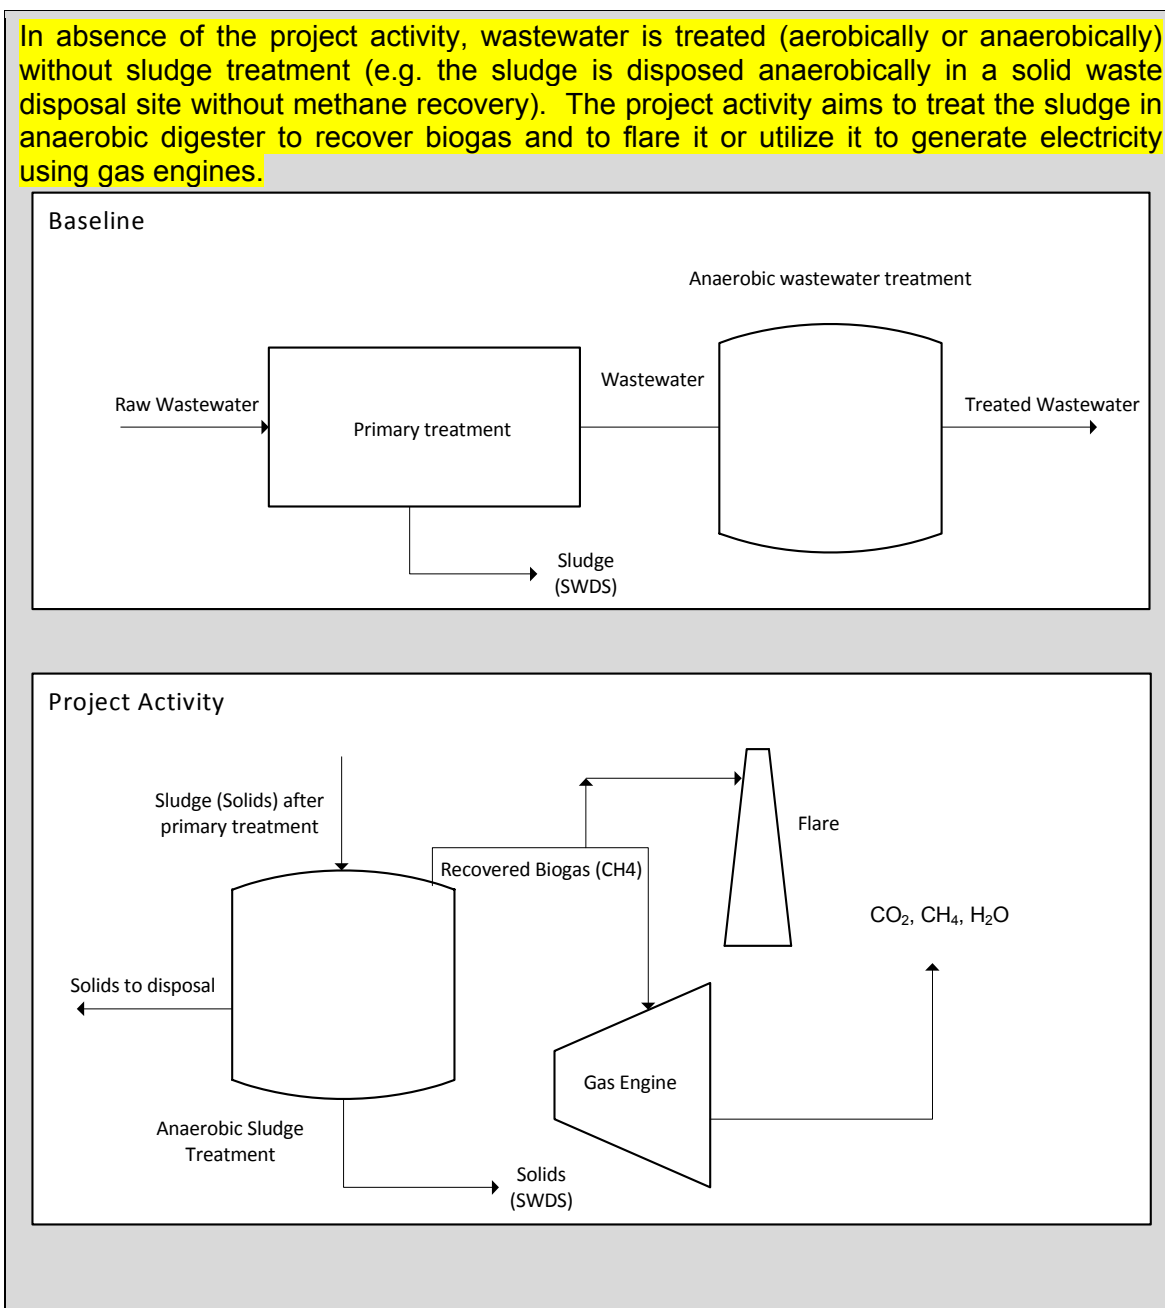 In absence of the project activity, wastewater is treated (aerobically or anaerobically)
without sludge treatment (e.g. the sludge is disposed anaerobically in a solid waste
disposal site without methane recovery). The project activity aims to treat the sludge in
anaerobic digester to recover biogas and to flare it or utilize it to generate electricity
using gas engines.
Baseline
Anaerobic wastewater treatment
Raw Wastewater
Primary treatment
Wastewater
Treated Wastewater
Sludge
(SWDS)
Project Activity
Sludge (Solids) after
primary treatment
Recovered Biogas (CH4)
Flare
CO₂, CH₄, H₂O
Solids to disposal
Gas Engine
Anaerobic Sludge
Treatment
Solids
(SWDS)